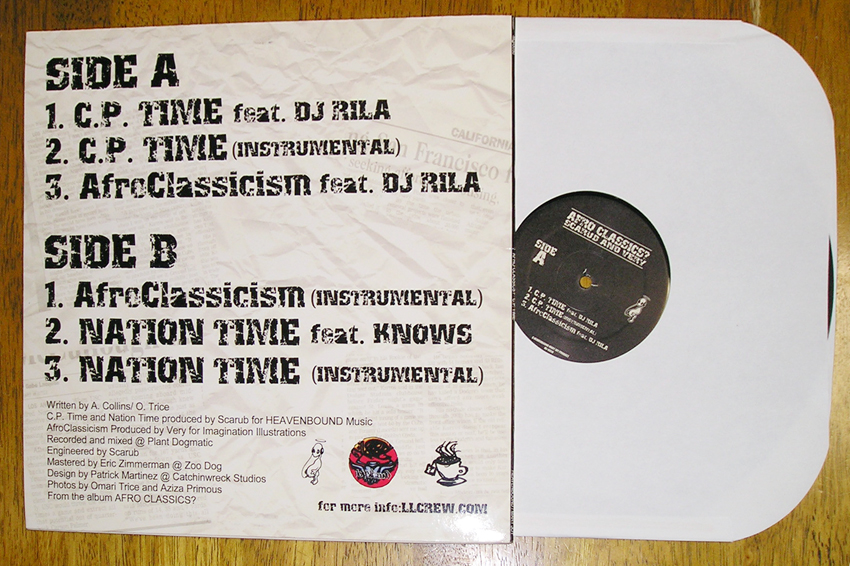 SIDE A
1. C.P. TIME feat. DJ RILA
2. C.P. TIME (INSTRUMENTAL)
3. AfroClassicism feat. DJ RILA
CALIFORNIA
San Francisco
SIDE B
1. AfroClassicism (INSTRUMENTAL)
2. NATION TIME feat. KNOWS
3. NATION TIME (INSTRUMENTAL)
Written by A. Collins/ O. Trice
C.P. Time and Nation Time produced by Scarub for HEAVENBOUND Music
AfroClassicism Produced by Very for Imagination Illustrations
Recorded and mixed @ Plant Dogmatic
Engineered by Scarub
Mastered by Eric Zimmerman @ Zoo Dog
Design by Patrick Martinez @ Catchinwreck Studios
Photos by Omari Trice and Aziza Primous
From the album AFRO CLASSICS?
for more info:LLCREW.COM
AFRO CLASSICS?
SCARUB AND VERY
SIDE
A
1. C.P. TIME feat. DJ RILA
2. C.P. TIME (INSTRUMENTAL)
3. AfroClassicism feat. DJ RILA